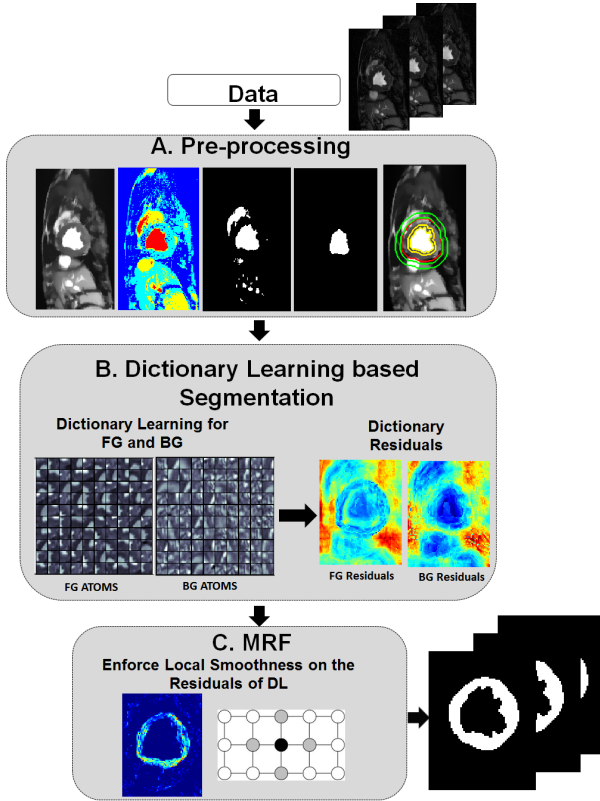 Data
A. Pre-processing
B. Dictionary Learning based
Segmentation
Dictionary Learning for
FG and BG
Dictionary
Residuals
FG ATOMS
BG ATOMS
FG Residuals
BG Residuals
C. MRF
Enforce Local Smoothness on the
Residuals of DL